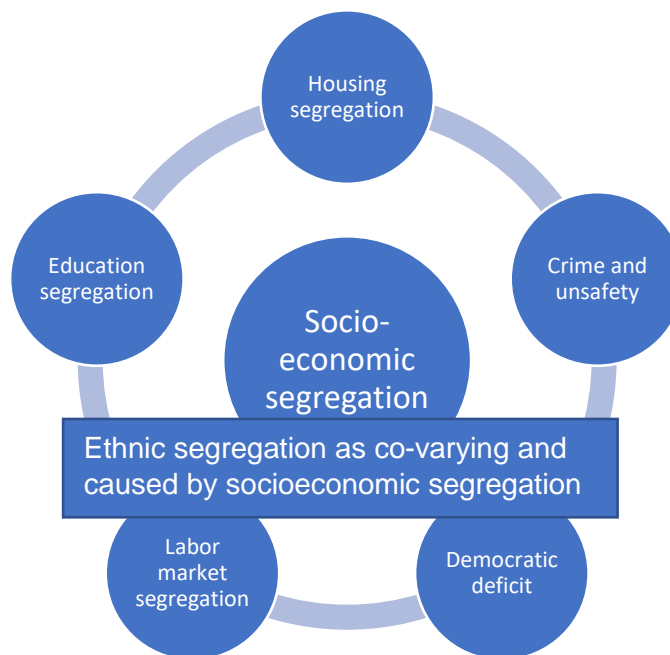 Housing
segregation
Education
segregation
Crime and
unsafety
Socio-
economic
segregation
Ethnic segregation as co-varying and
caused by socioeconomic segregation
Labor
market
segregation
Democratic
deficit